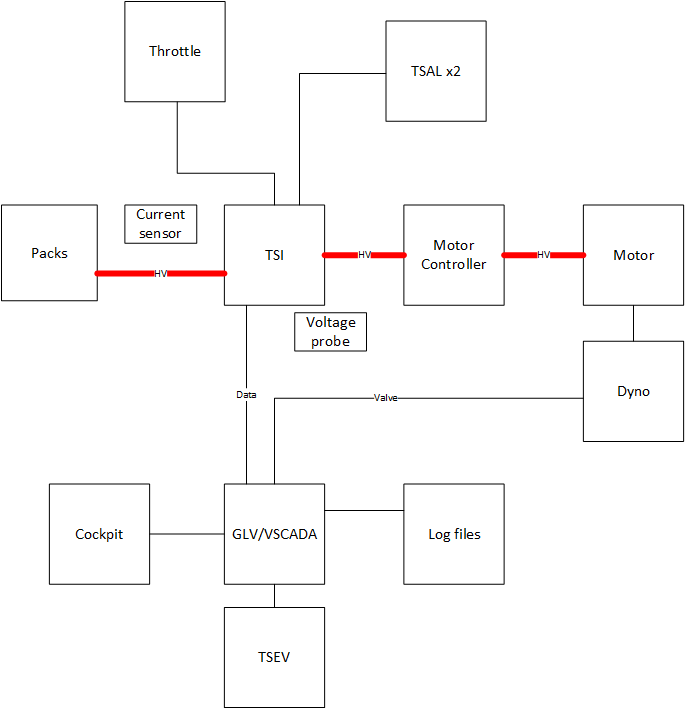 Throttle
TSAL x2
Packs
Current
sensor
TSI
Motor
Controller
Motor
HV
HV
HV
Voltage
probe
Dyno
Data
Valve
Cockpit
GLV/VSCADA
Log files
TSEV